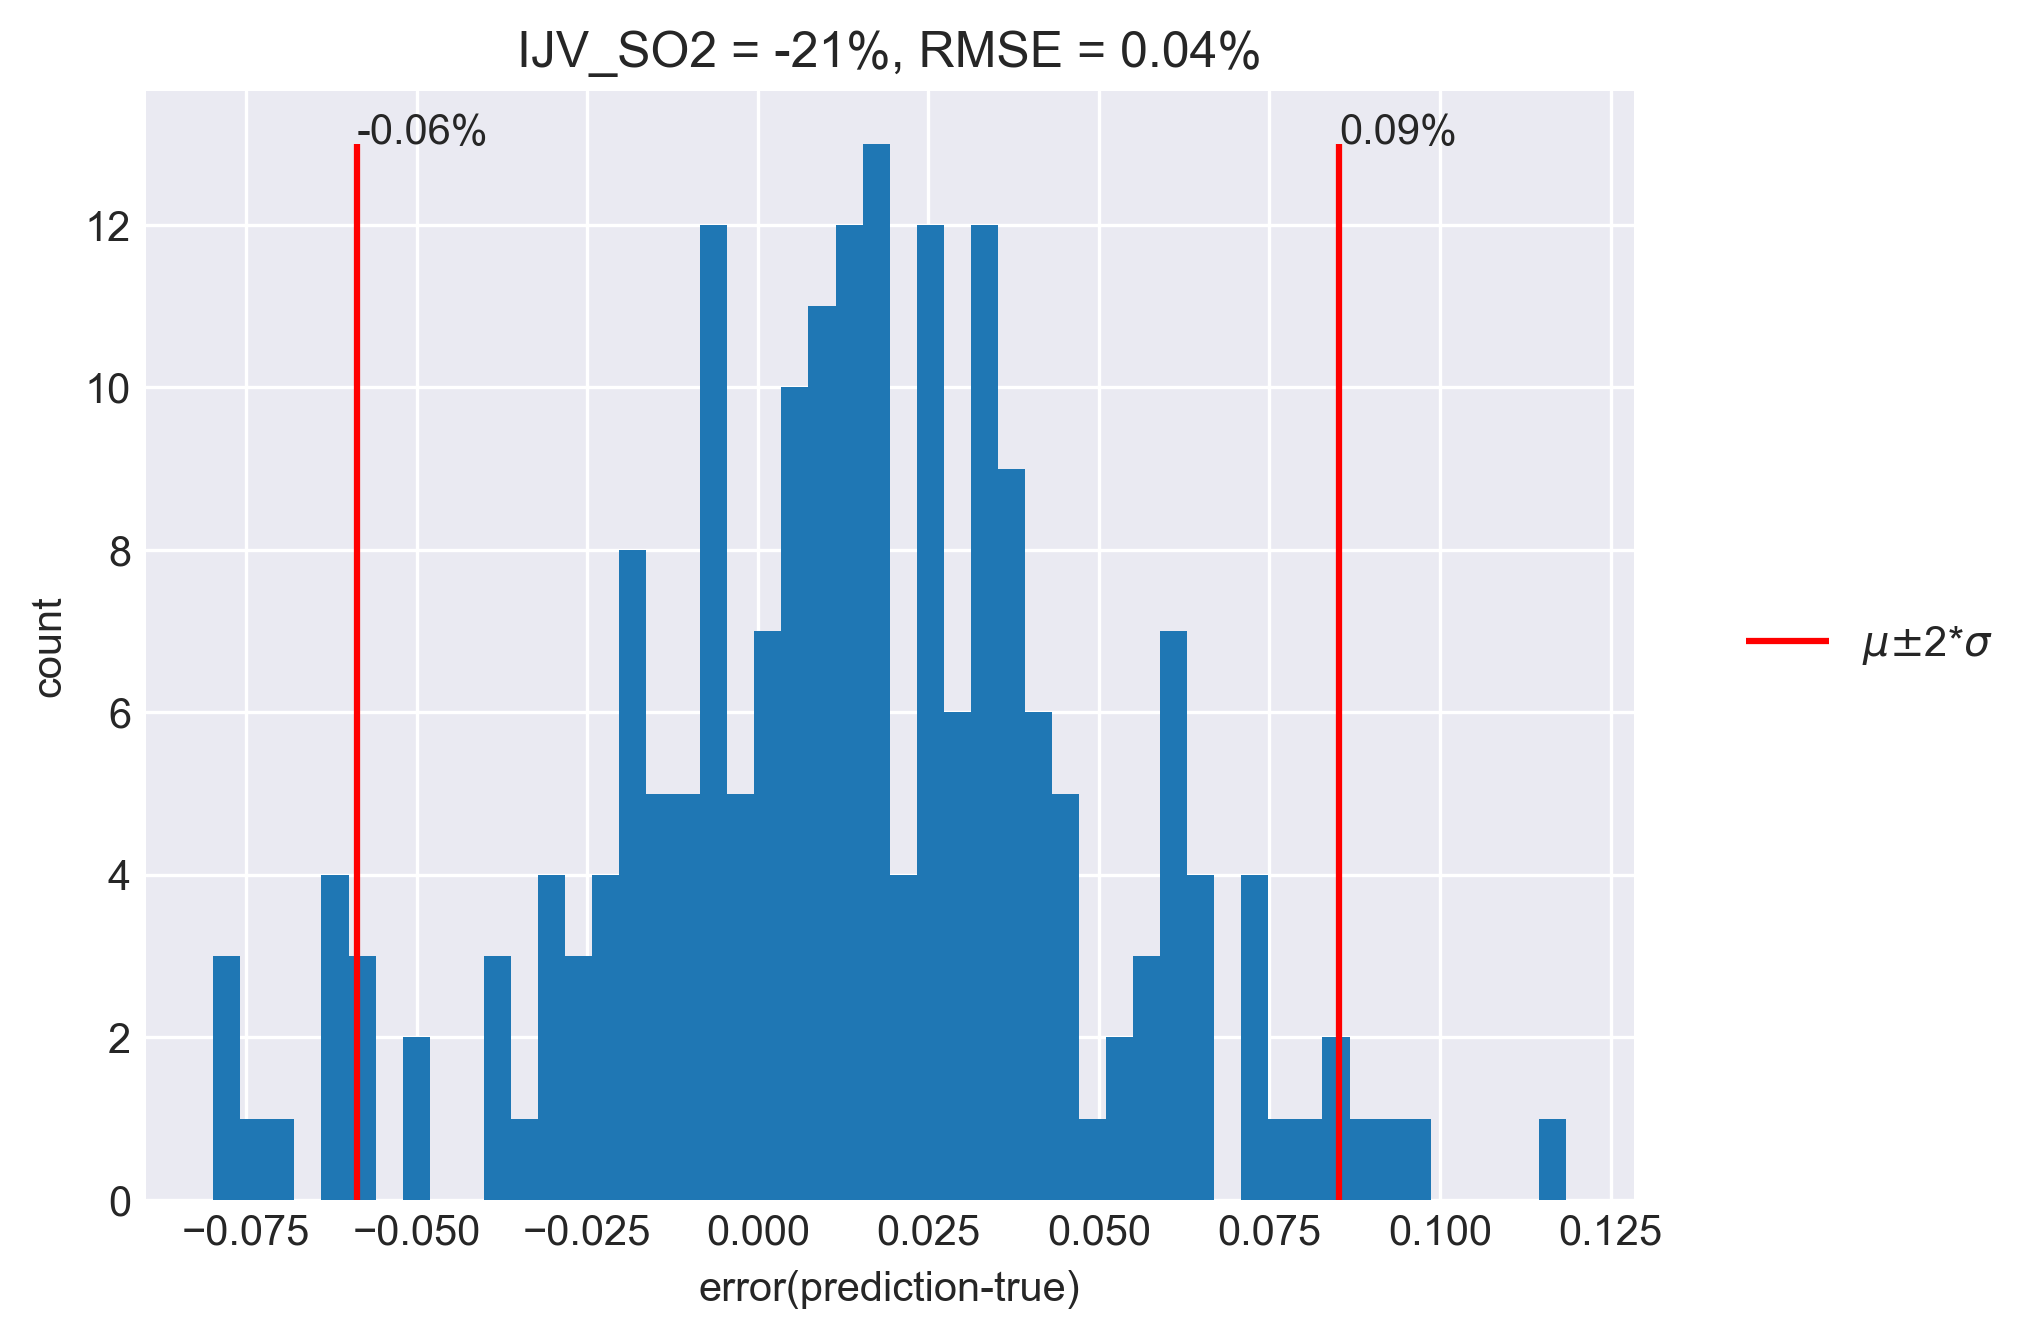 IJV_SO2 = -21%, RMSE = 0.04%
-0.06%
0.09%
12
10
8
6
4
2
0
count
−0.075 −0.050 −0.025 0.000 0.025 0.050 0.075 0.100 0.125
error(prediction-true)
μ±2*σ